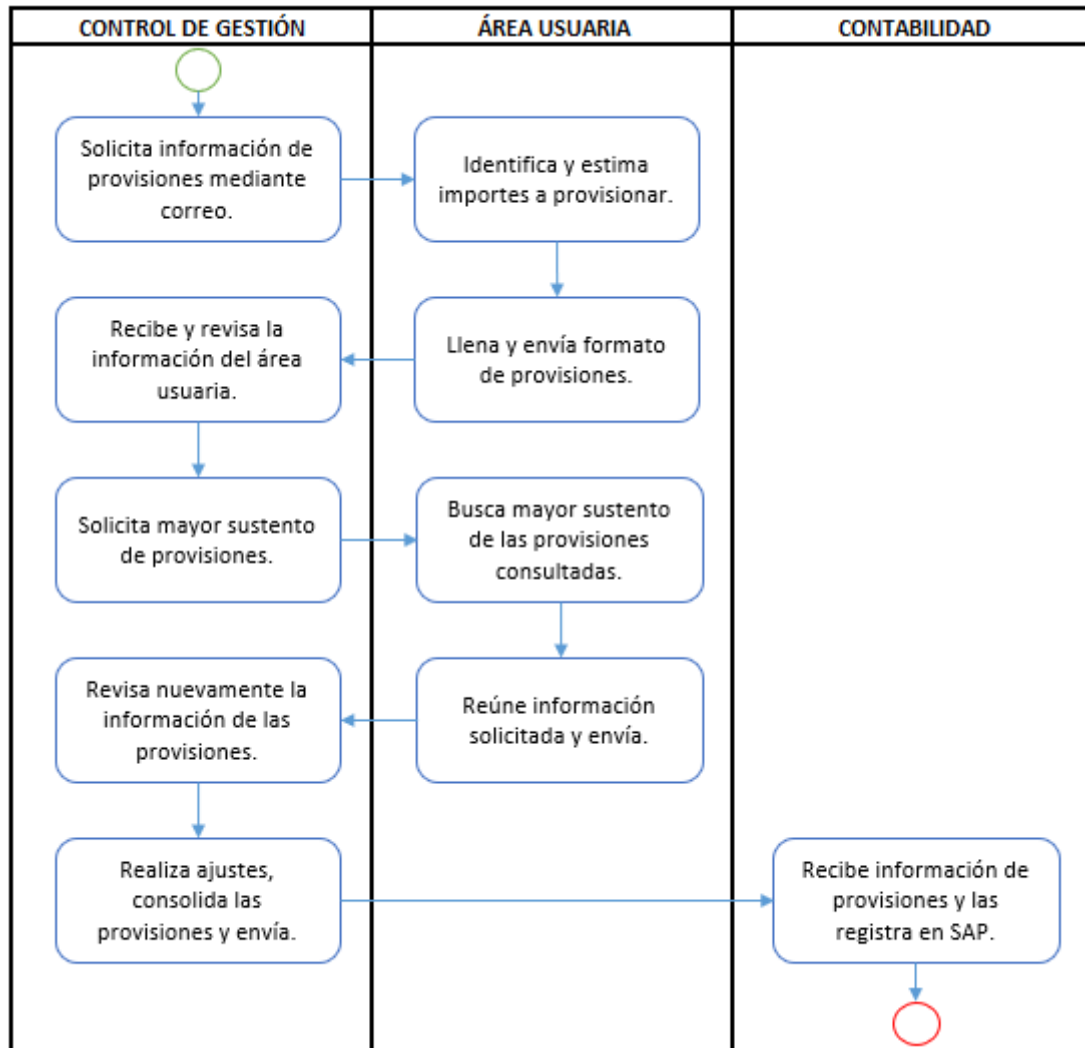 CONTROL DE GESTIÓN
ÁREA USUARIA
CONTABILIDAD
Solicita información de
provisiones mediante
correo.
Identifica y estima
importes a provisionar.
Recibe y revisa la
información del área
usuaria.
Llena y envía formato
de provisiones.
Solicita mayor sustento
de provisiones.
Busca mayor sustento
de las provisiones
consultadas.
Revisa nuevamente la
información de las
provisiones.
Reúne información
solicitada y envía.
Realiza ajustes,
consolida las
provisiones y envía.
Recibe información de
provisiones y las
registra en SAP.